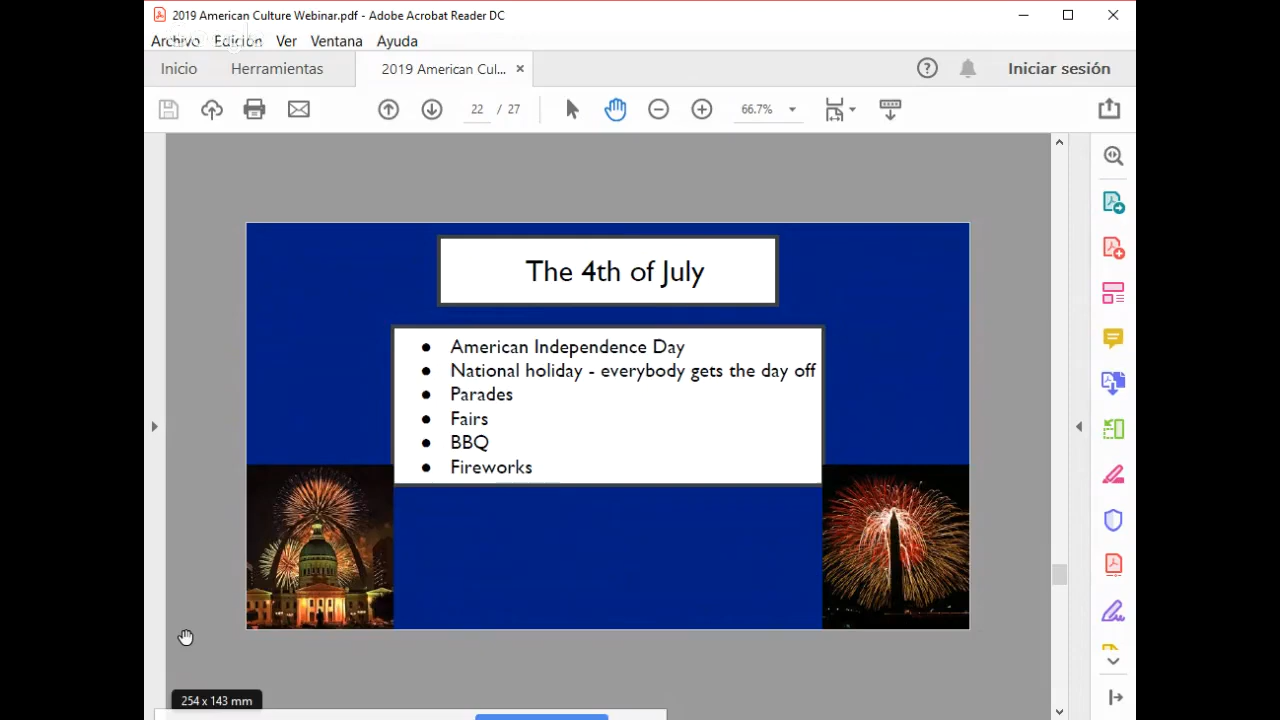 2019 American Culture Webinar.pdf - Adobe Acrobat Reader DC
Archivo Edición Ver Ventana Ayuda
Inicio Herramientas 2019 American Cul... Iniciar sesión
22 / 27 66.7%
The 4th of July
● American Independence Day
● National holiday - everybody gets the day off
● Parades
● Fairs
● BBQ
● Fireworks
254 x 143 mm